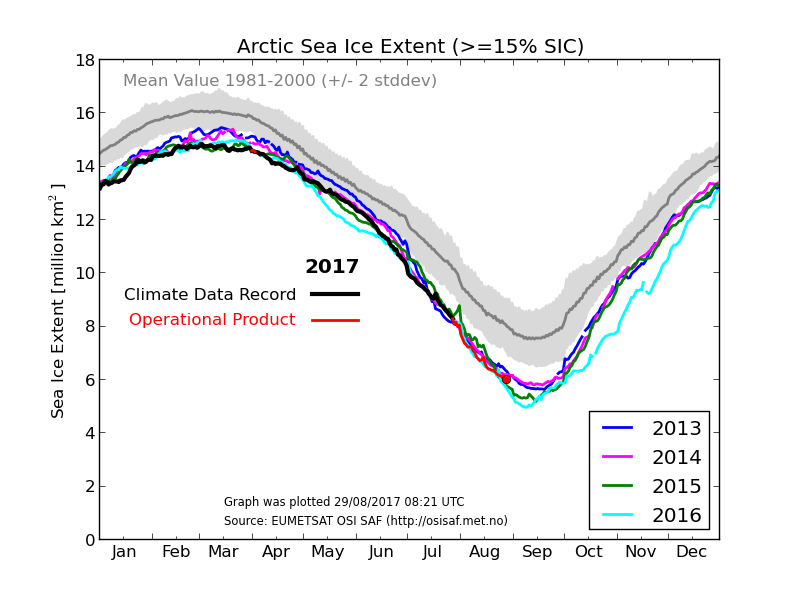 Arctic Sea Ice Extent (>=15% SIC)
Mean Value 1981-2000 (+/- 2 stddev)
18
16
14
12
10
8
6
4
2
0
Sea Ice Extent [million km² ]
2017
Climate Data Record
Operational Product
2013
2014
2015
2016
Graph was plotted 29/08/2017 08:21 UTC
Source: EUMETSAT OSI SAF (http://osisaf.met.no)
Jan Feb Mar Apr May Jun Jul Aug Sep Oct Nov Dec